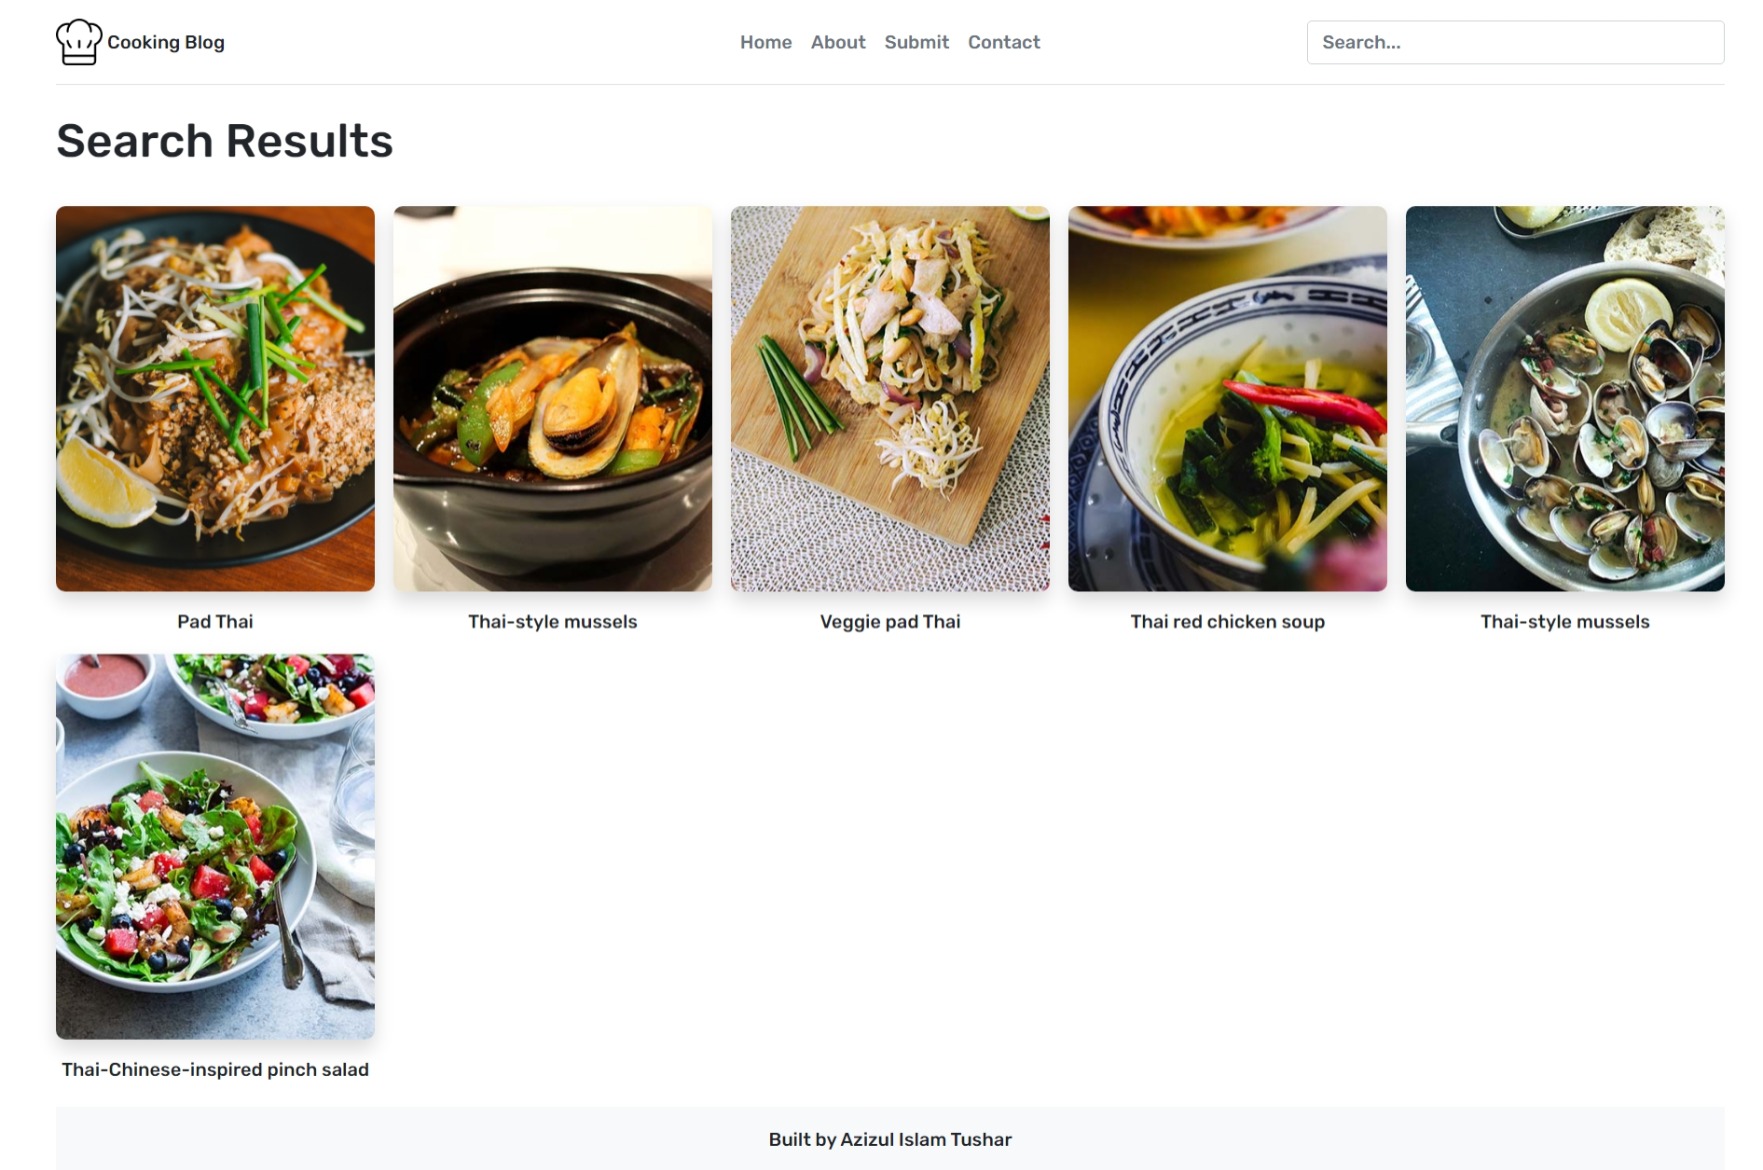 Cooking Blog
Home About Submit Contact
Search...
Search Results
Pad Thai
Thai-style mussels
Veggie pad Thai
Thai red chicken soup
Thai-style mussels
Thai-Chinese-inspired pinch salad
Built by Azizul Islam Tushar